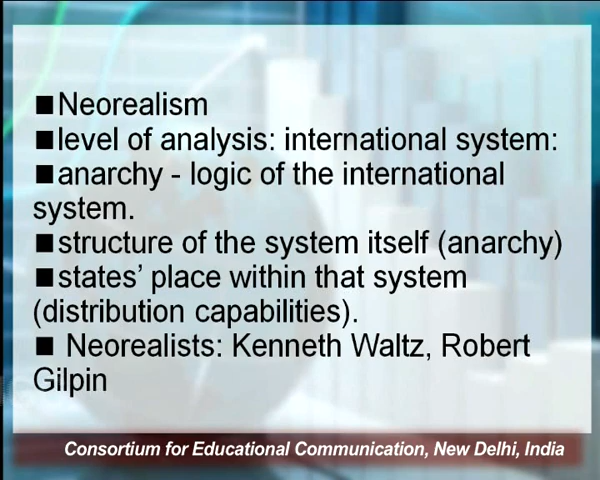 ■Neorealism
■level of analysis: international system:
■anarchy - logic of the international
system.
■structure of the system itself (anarchy)
■states’ place within that system
(distribution capabilities).
■ Neorealists: Kenneth Waltz, Robert
Gilpin
Consortium for Educational Communication, New Delhi, India